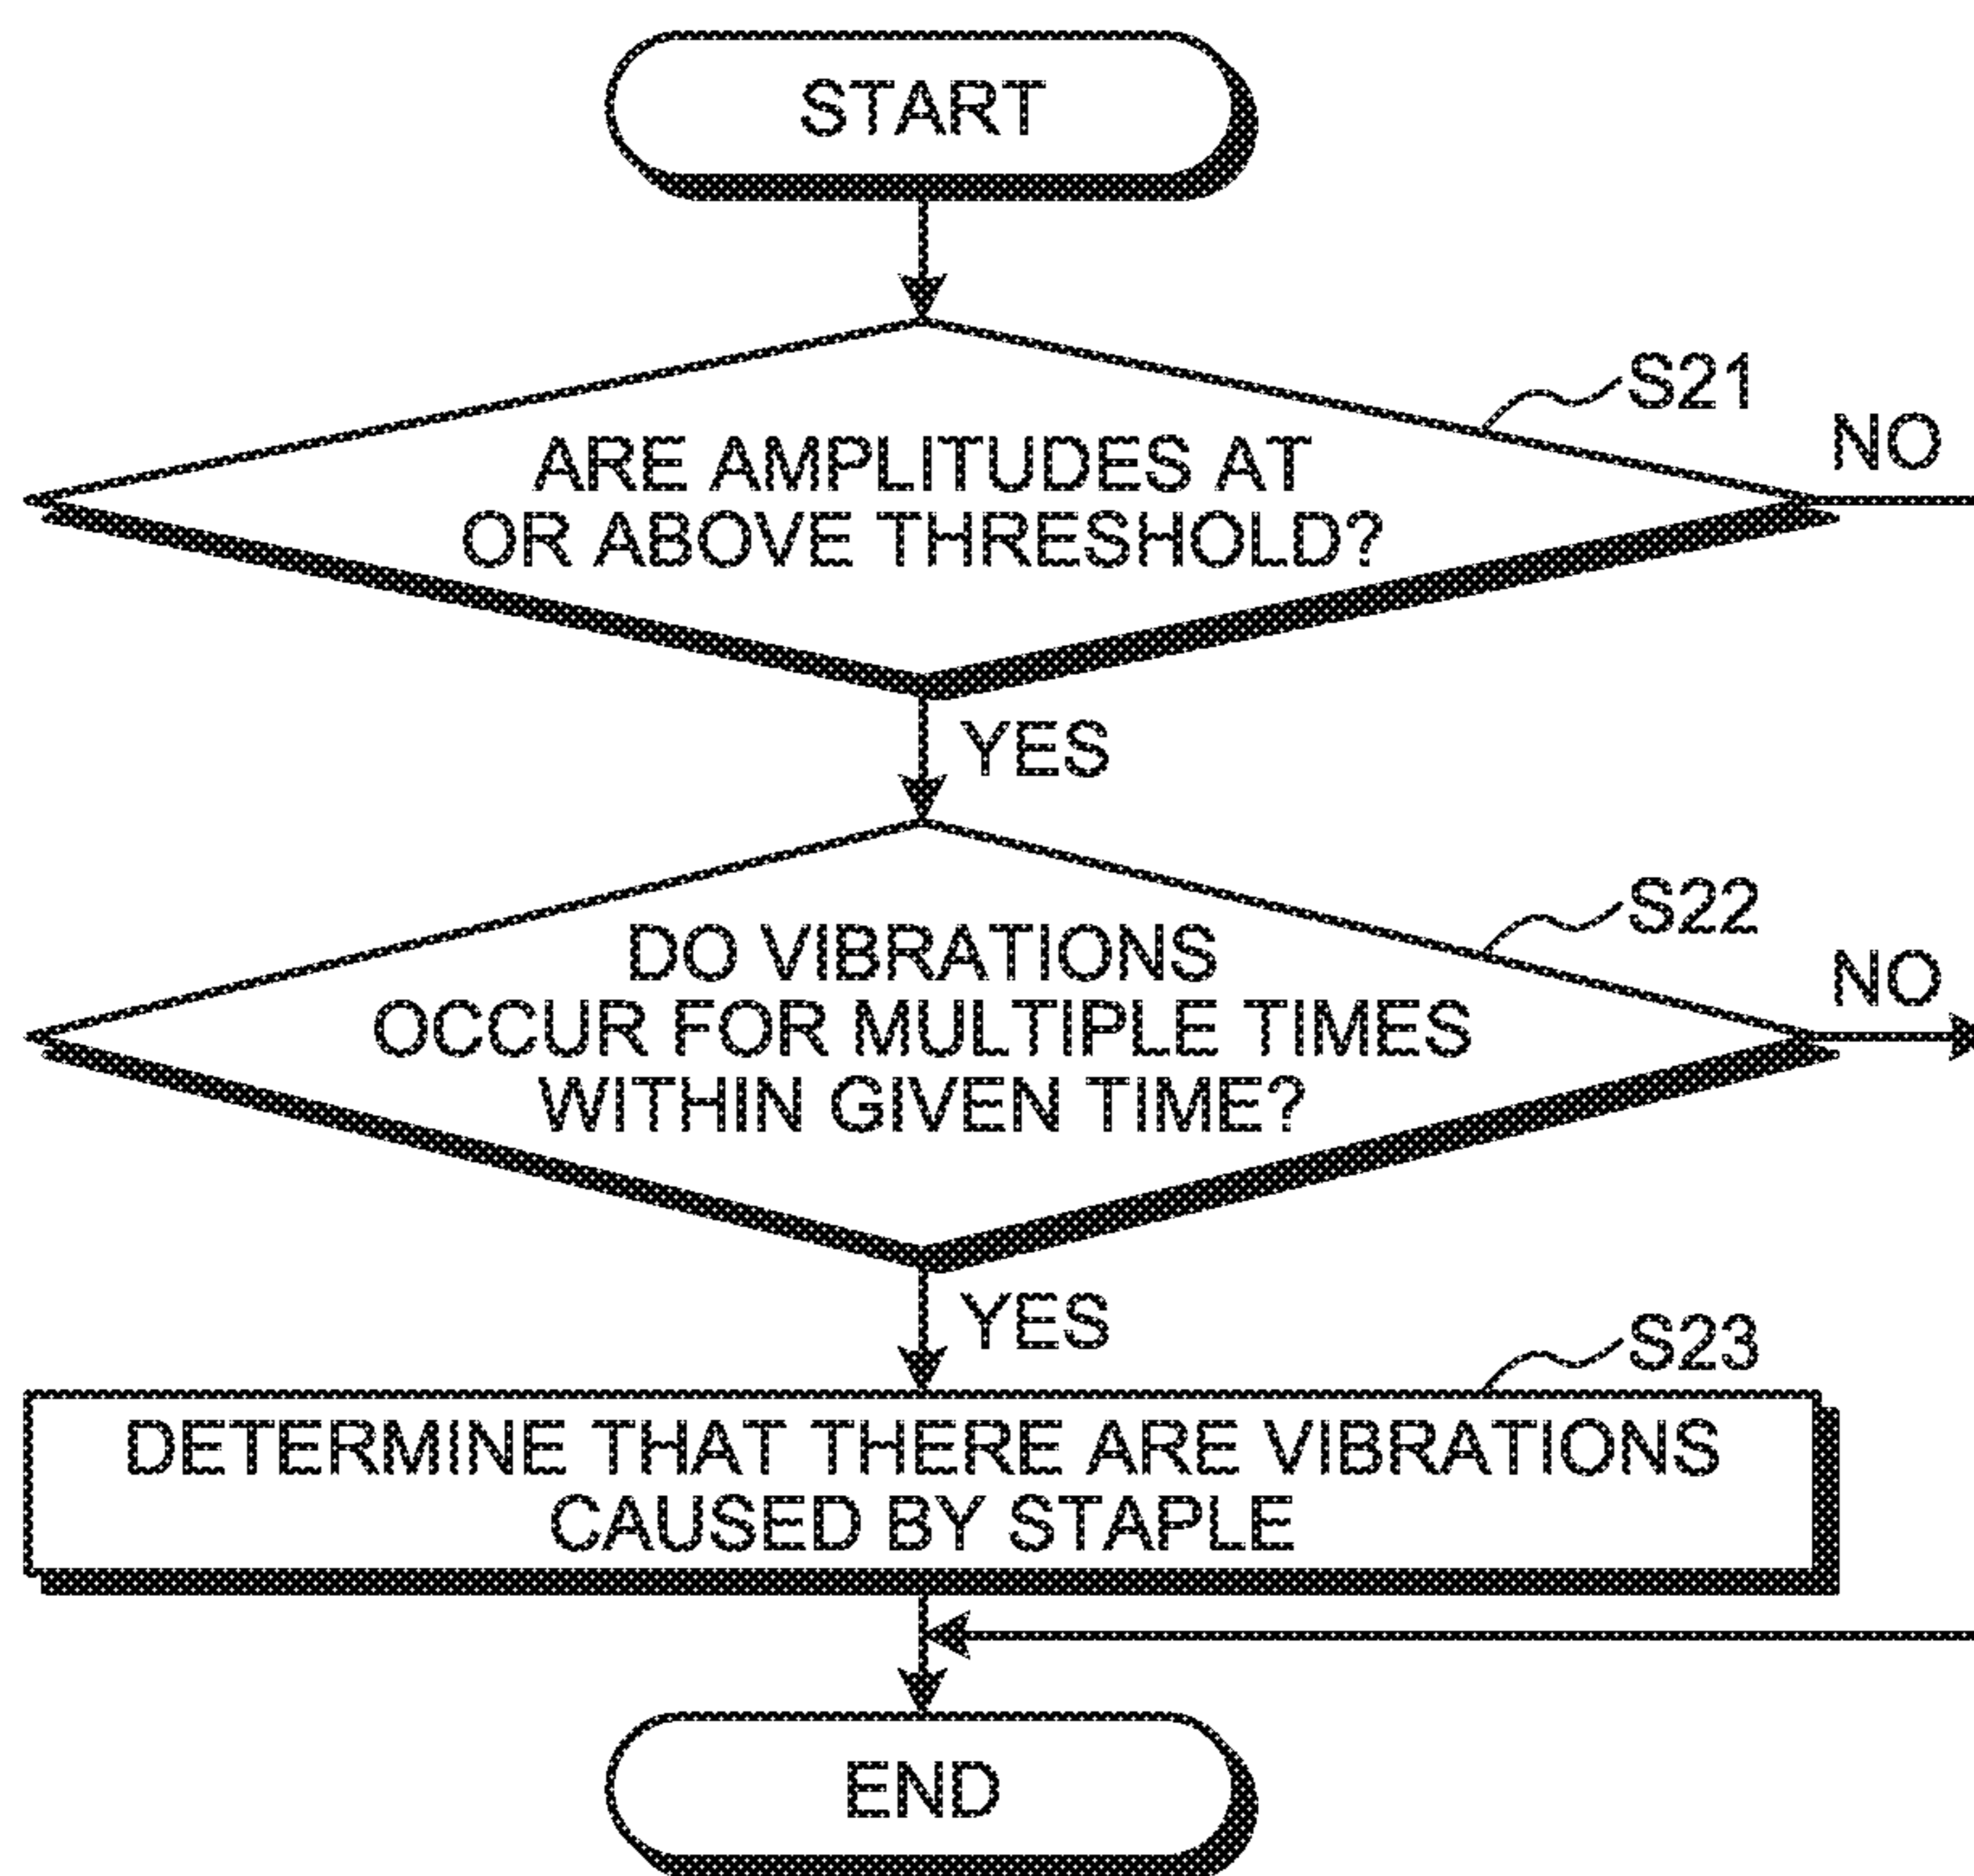 START
S21
NO
ARE AMPLITUDES AT
OR ABOVE THRESHOLD?
YES
S22
NO
DO VIBRATIONS
OCCUR FOR MULTIPLE TIMES
WITHIN GIVEN TIME?
YES
S23
DETERMINE THAT THERE ARE VIBRATIONS
CAUSED BY STAPLE
END